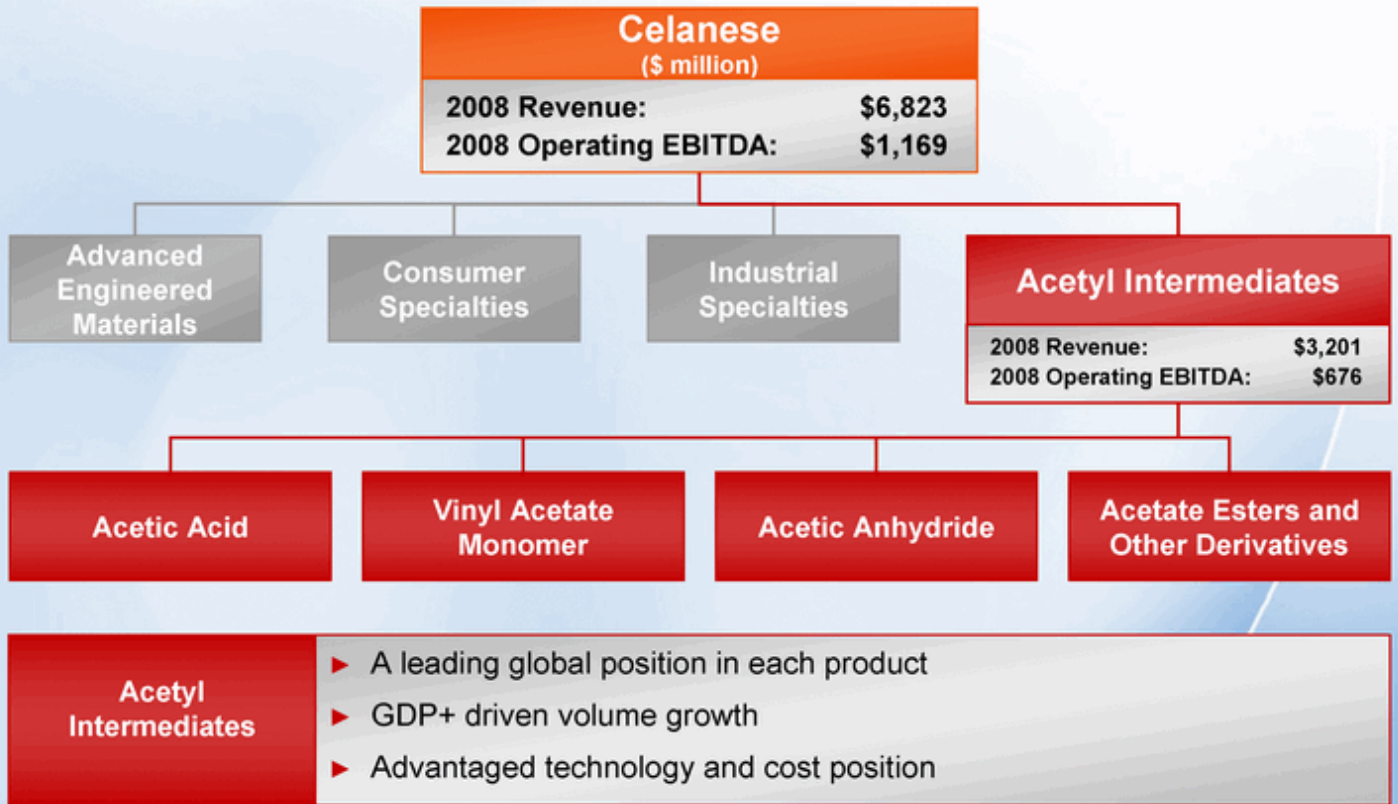 Celanese
($ million)
2008 Revenue: $6,823
2008 Operating EBITDA: $1,169
Advanced
Engineered
Materials
Consumer
Specialties
Industrial
Specialties
Acetyl Intermediates
2008 Revenue: $3,201
2008 Operating EBITDA: $676
Acetic Acid
Vinyl Acetate
Monomer
Acetic Anhydride
Acetate Esters and
Other Derivatives
Acetyl
Intermediates
► A leading global position in each product
► GDP+ driven volume growth
► Advantaged technology and cost position